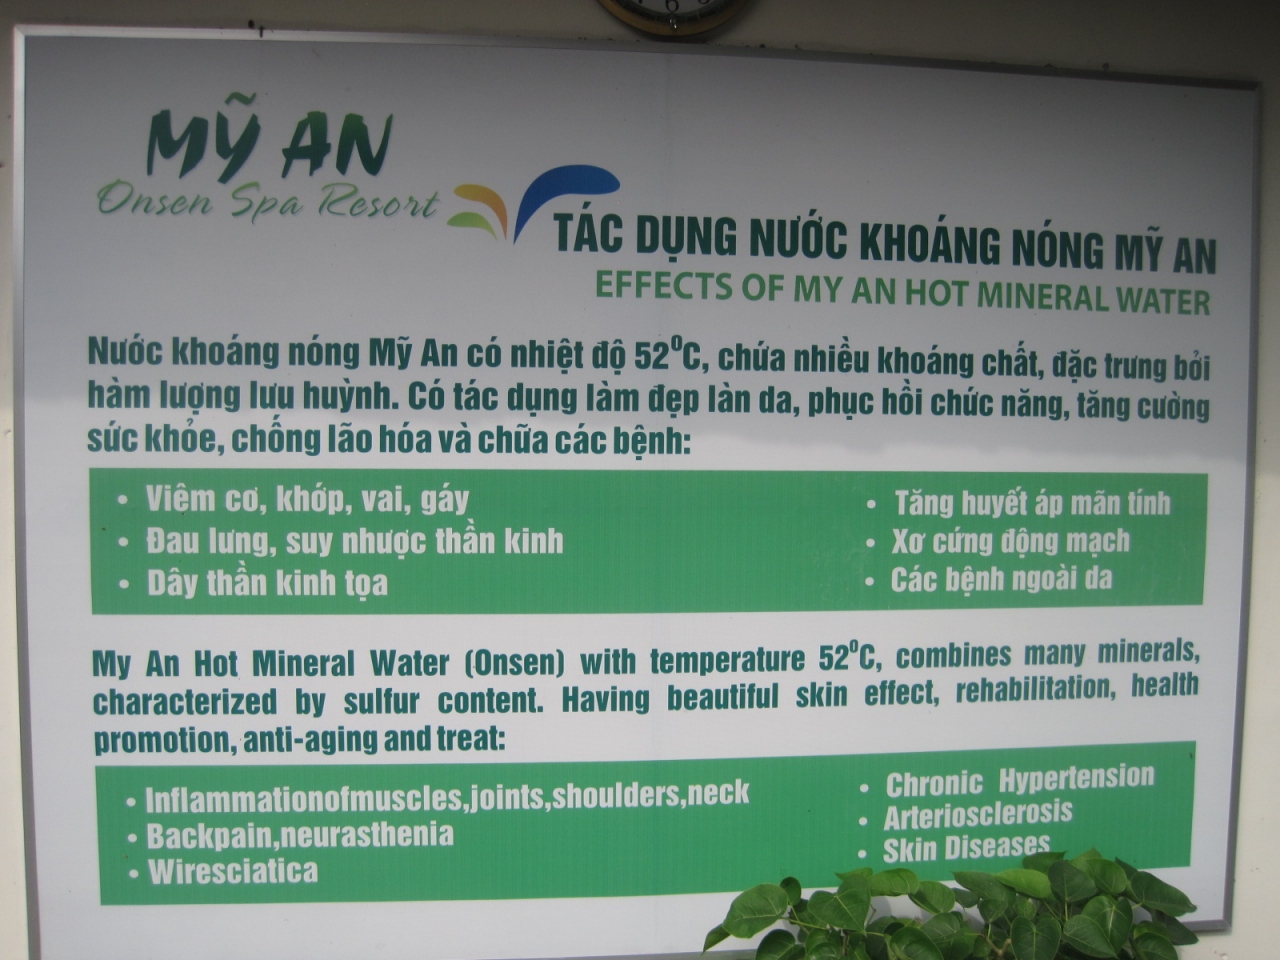 6
MỸ AN
Onsen Spa Resort
TÁC DỤNG NƯỚC KHOÁNG NÓNG MỸ AN
EFFECTS OF MY AN HOT MINERAL WATER
Nước khoáng nóng Mỹ An có nhiệt độ 52⁰C, chứa nhiều khoáng chất, đặc trưng bởi
hàm lượng lưu huỳnh. Có tác dụng làm đẹp làn da, phục hồi chức năng, tăng cường
sức khỏe, chống lão hóa và chữa các bệnh:
• Viêm cơ, khớp, vai, gáy
• Đau lưng, suy nhược thần kinh
• Dây thần kinh tọa
• Tăng huyết áp mãn tính
• Xơ cứng động mạch
• Các bệnh ngoài da
My An Hot Mineral Water (Onsen) with temperature 52⁰C, combines many minerals,
characterized by sulfur content. Having beautiful skin effect, rehabilitation, health
promotion, anti-aging and treat:
• Inflammationofmuscles,joints,shoulders,neck
• Backpain,neurasthenia
• Wiresciatica
• Chronic Hypertension
• Arteriosclerosis
• Skin Diseases